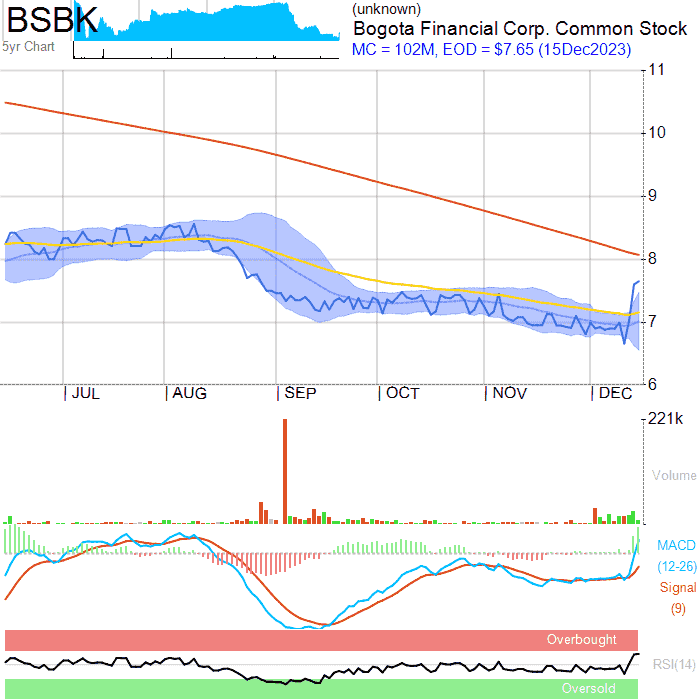 BSBK
5yr Chart
(unknown)
Bogota Financial Corp. Common Stock
MC = 102M, EOD = $7.65 (15Dec2023)
11
10
9
8
7
6
JUL AUG SEP OCT NOV DEC
221k
Volume
MACD
(12-26)
Signal
(9)
Overbought
RSI(14)
Oversold